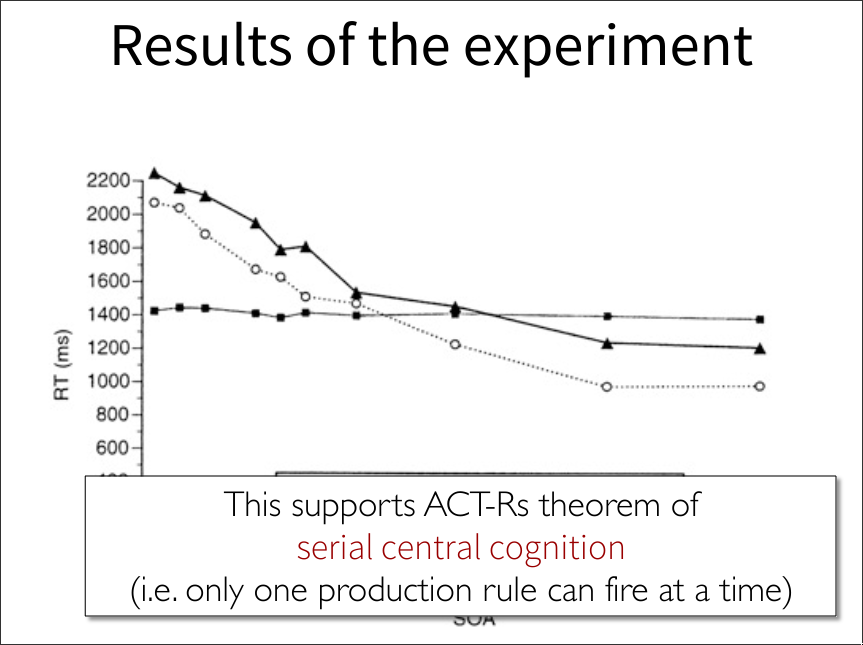 Results of the experiment
2200
2000
1800
1600
1400
1200
1000
800
600
RT (ms)
This supports ACT-Rs theorem of
serial central cognition
(i.e. only one production rule can fire at a time)
SOA